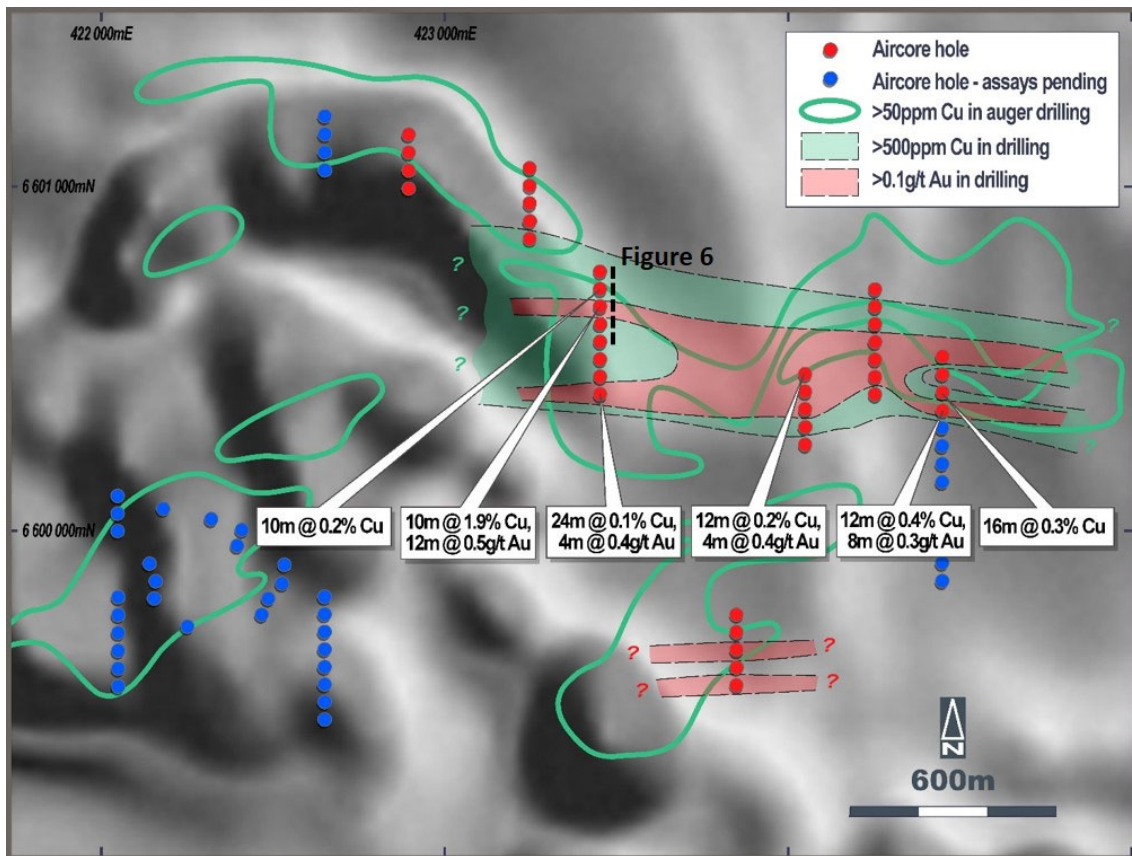 422 000mE
423 000mE
Aircore hole
Aircore hole - assays pending
>50ppm Cu in auger drilling
>500ppm Cu in drilling
>0.1g/t Au in drilling
6 601 000mN
Figure 6
?
?
?
?
?
10m @ 0.2% Cu
10m @ 1.9% Cu,
12m @ 0.5g/t Au
24m @ 0.1% Cu,
4m @ 0.4g/t Au
12m @ 0.2% Cu,
4m @ 0.4g/t Au
12m @ 0.4% Cu,
8m @ 0.3g/t Au
16m @ 0.3% Cu
6 600 000mN
?
?
?
?
N
600m